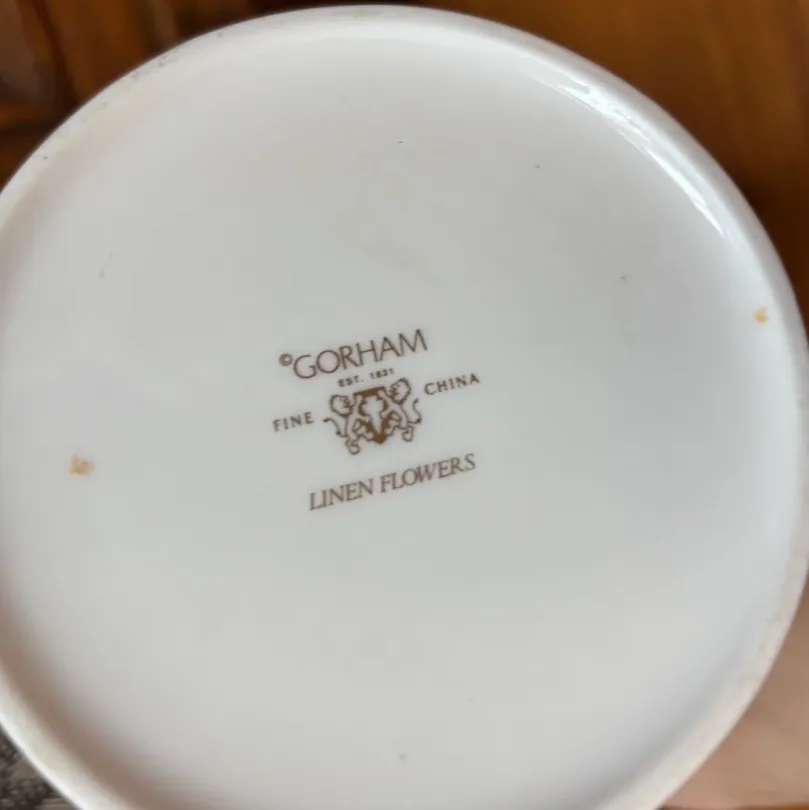 ©GORHAM
EST. 1831
FINE CHINA
LINEN FLOWERS